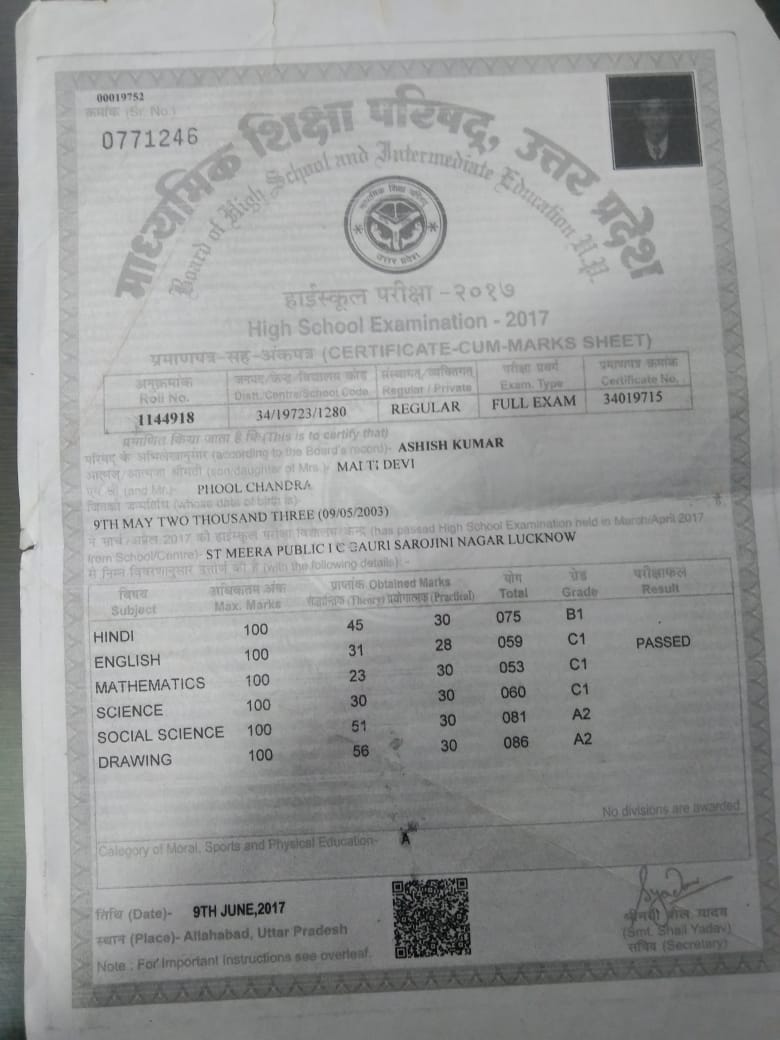 00019752
क्रमांक (Sr. No.)
0771246
माध्यमिक शिक्षा परिषद्, उत्तर प्रदेश
Board of High School and Intermediate Education U.P.
माध्यमिक शिक्षा परिषद्
उत्तर प्रदेश
हाईस्कूल परीक्षा -२०१७
High School Examination - 2017
प्रमाणपत्र-सह-अंकपत्र (CERTIFICATE-CUM-MARKS SHEET)
अनुक्रमांक जनपद/केन्द्र/विद्यालय कोड संस्थागत/व्यक्तिगत परीक्षा प्रवर्ग प्रमाणपत्र क्रमांक
Roll No. Distt./Centre/School Code Regular / Private Exam. Type Certificate No.
1144918 34/19723/1280 REGULAR FULL EXAM 34019715
प्रमाणित किया जाता है कि (This is to certify that)
परिषद के अभिलेखानुसार (according to the Board's record)- ASHISH KUMAR
आत्मज/आत्मजा श्रीमती (son/daughter of Mrs.)- DEVI
(and Mr.)- PHOOL CHANDRA
जिनकी जन्मतिथि (whose date of birth is)-
9TH MAY TWO THOUSAND THREE (09/05/2003) है
ने मार्च/अप्रैल 2017 की हाईस्कूल परीक्षा विद्यालय/केन्द्र (has passed High School Examination held in March/April 2017
from School/Centre)- ST MEERA PUBLIC I C GAURI SAROJINI NAGAR LUCKNOW
से निम्न विवरणानुसार उत्तीर्ण की है (with the following details) -
विषय अधिकतम अंक प्राप्तांक Obtained Marks योग ग्रेड परीक्षाफल
Subject Max. Marks (Theory) प्रयोगात्मक (Practical) Total Grade Result
HINDI 100 45 30 075 B1
ENGLISH 100 31 28 059 C1 PASSED
MATHEMATICS 100 23 30 053 C1
SCIENCE 100 30 30 060 C1
SOCIAL SCIENCE 100 51 30 081 A2
DRAWING 100 56 30 086 A2
No divisions are awarded
Category of Moral, Sports and Physical Education- A
तिथि (Date)- 9TH JUNE,2017
स्थान (Place)- Allahabad, Uttar Pradesh
Note : For Important Instructions see overleaf.
यादव
(Smt. Shail Yadav)
सचिव (Secretary)